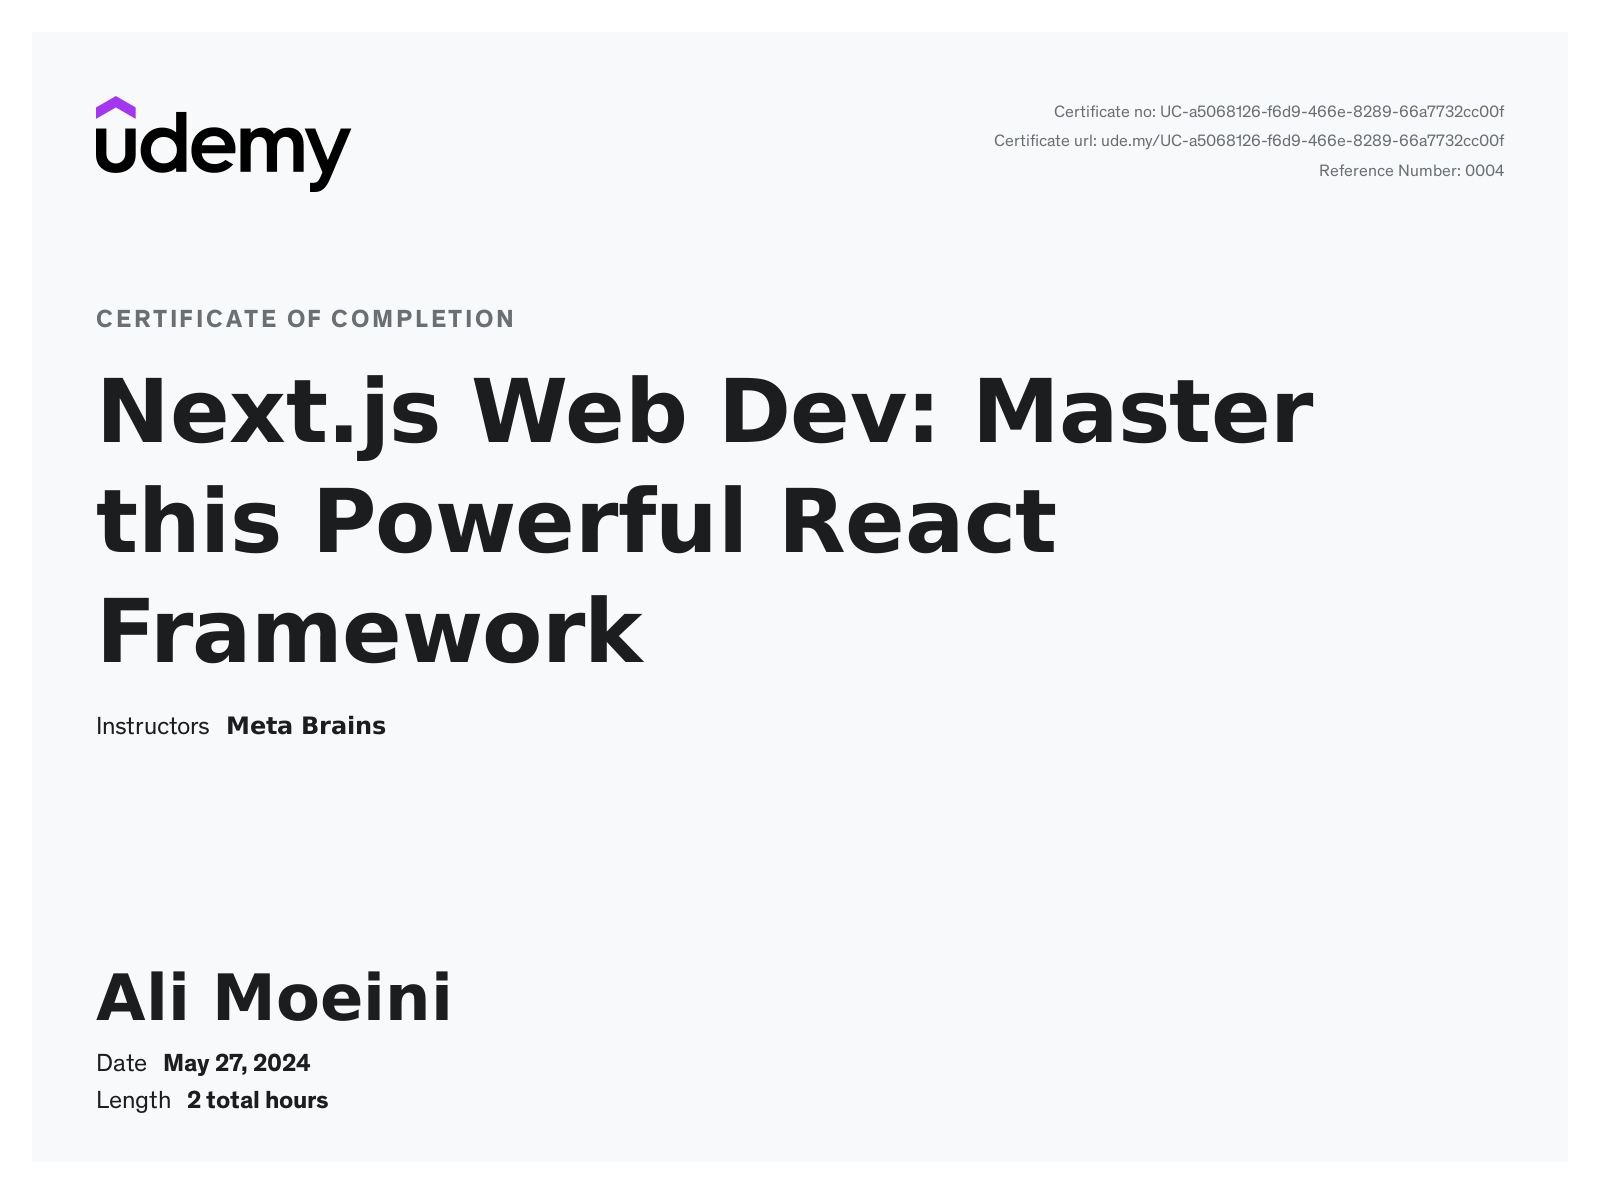 udemy
Certificate no: UC-a5068126-f6d9-466e-8289-66a7732cc00f
Certificate url: ude.my/UC-a5068126-f6d9-466e-8289-66a7732cc00f
Reference Number: 0004
CERTIFICATE OF COMPLETION
Next.js Web Dev: Master
this Powerful React
Framework
Instructors Meta Brains
Ali Moeini
Date May 27, 2024
Length 2 total hours